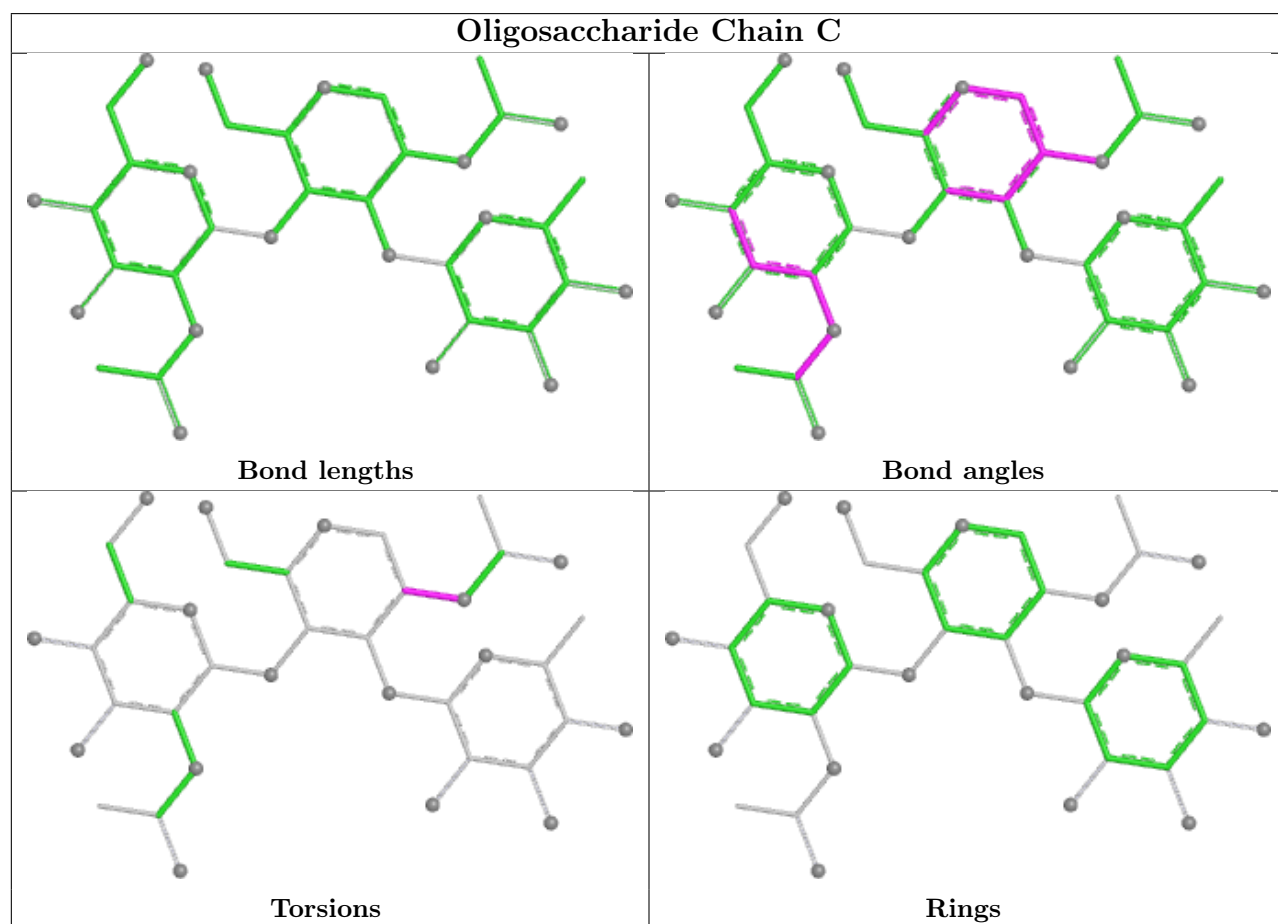 Oligosaccharide Chain C
Bond lengths
Bond angles
Torsions
Rings